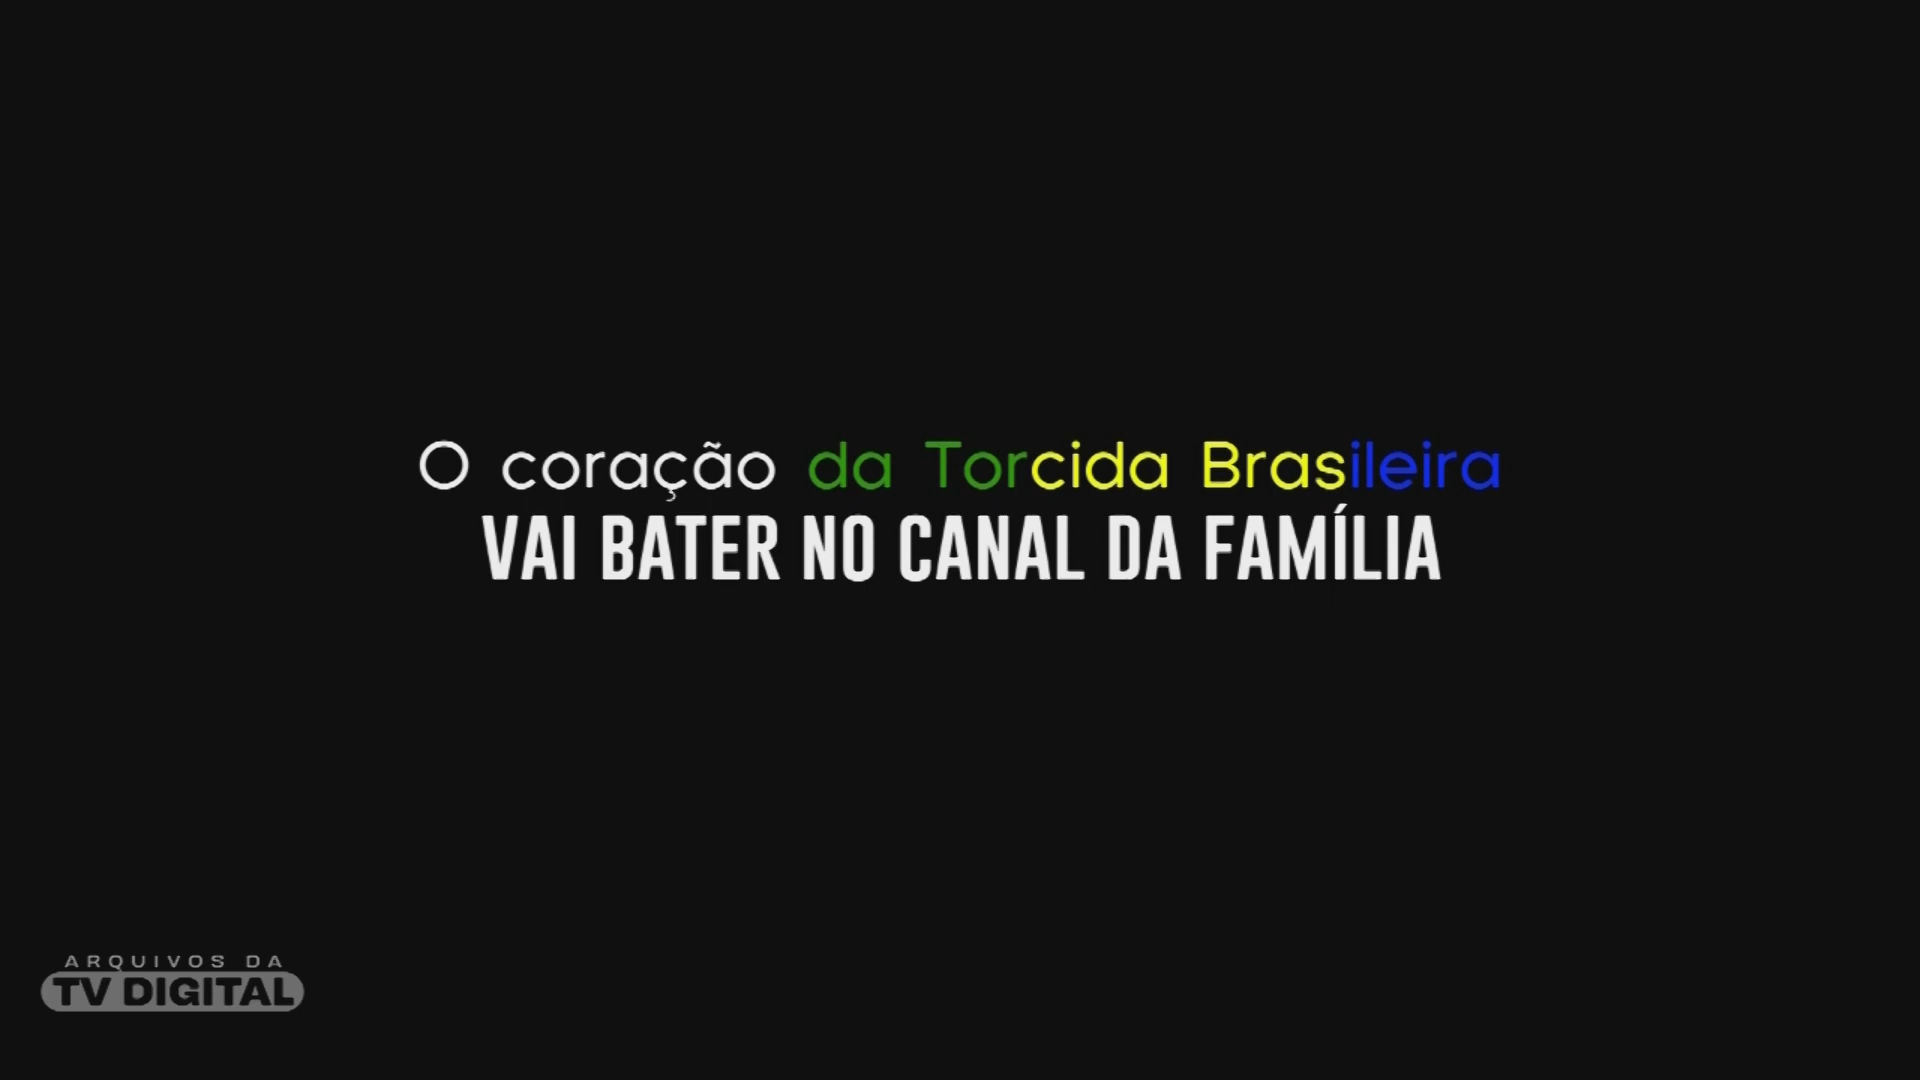 O coração da Torcida Brasileira
VAI BATER NO CANAL DA FAMÍLIA
ARQUIVOS DA
TV DIGITAL